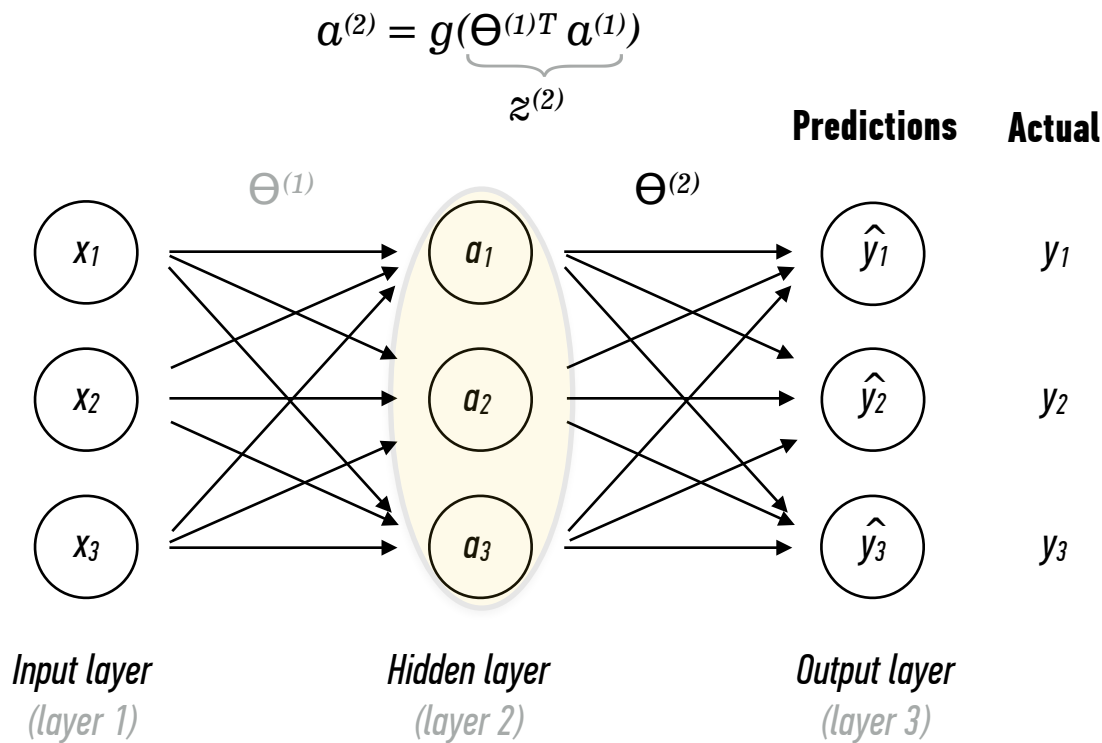 a⁽²⁾ = g(Θ⁽¹⁾ᵀ a⁽¹⁾)
z⁽²⁾
Predictions Actual
Θ⁽¹⁾ Θ⁽²⁾
x₁ a₁ ŷ₁ y₁
x₂ a₂ ŷ₂ y₂
x₃ a₃ ŷ₃ y₃
Input layer Hidden layer Output layer
(layer 1) (layer 2) (layer 3)